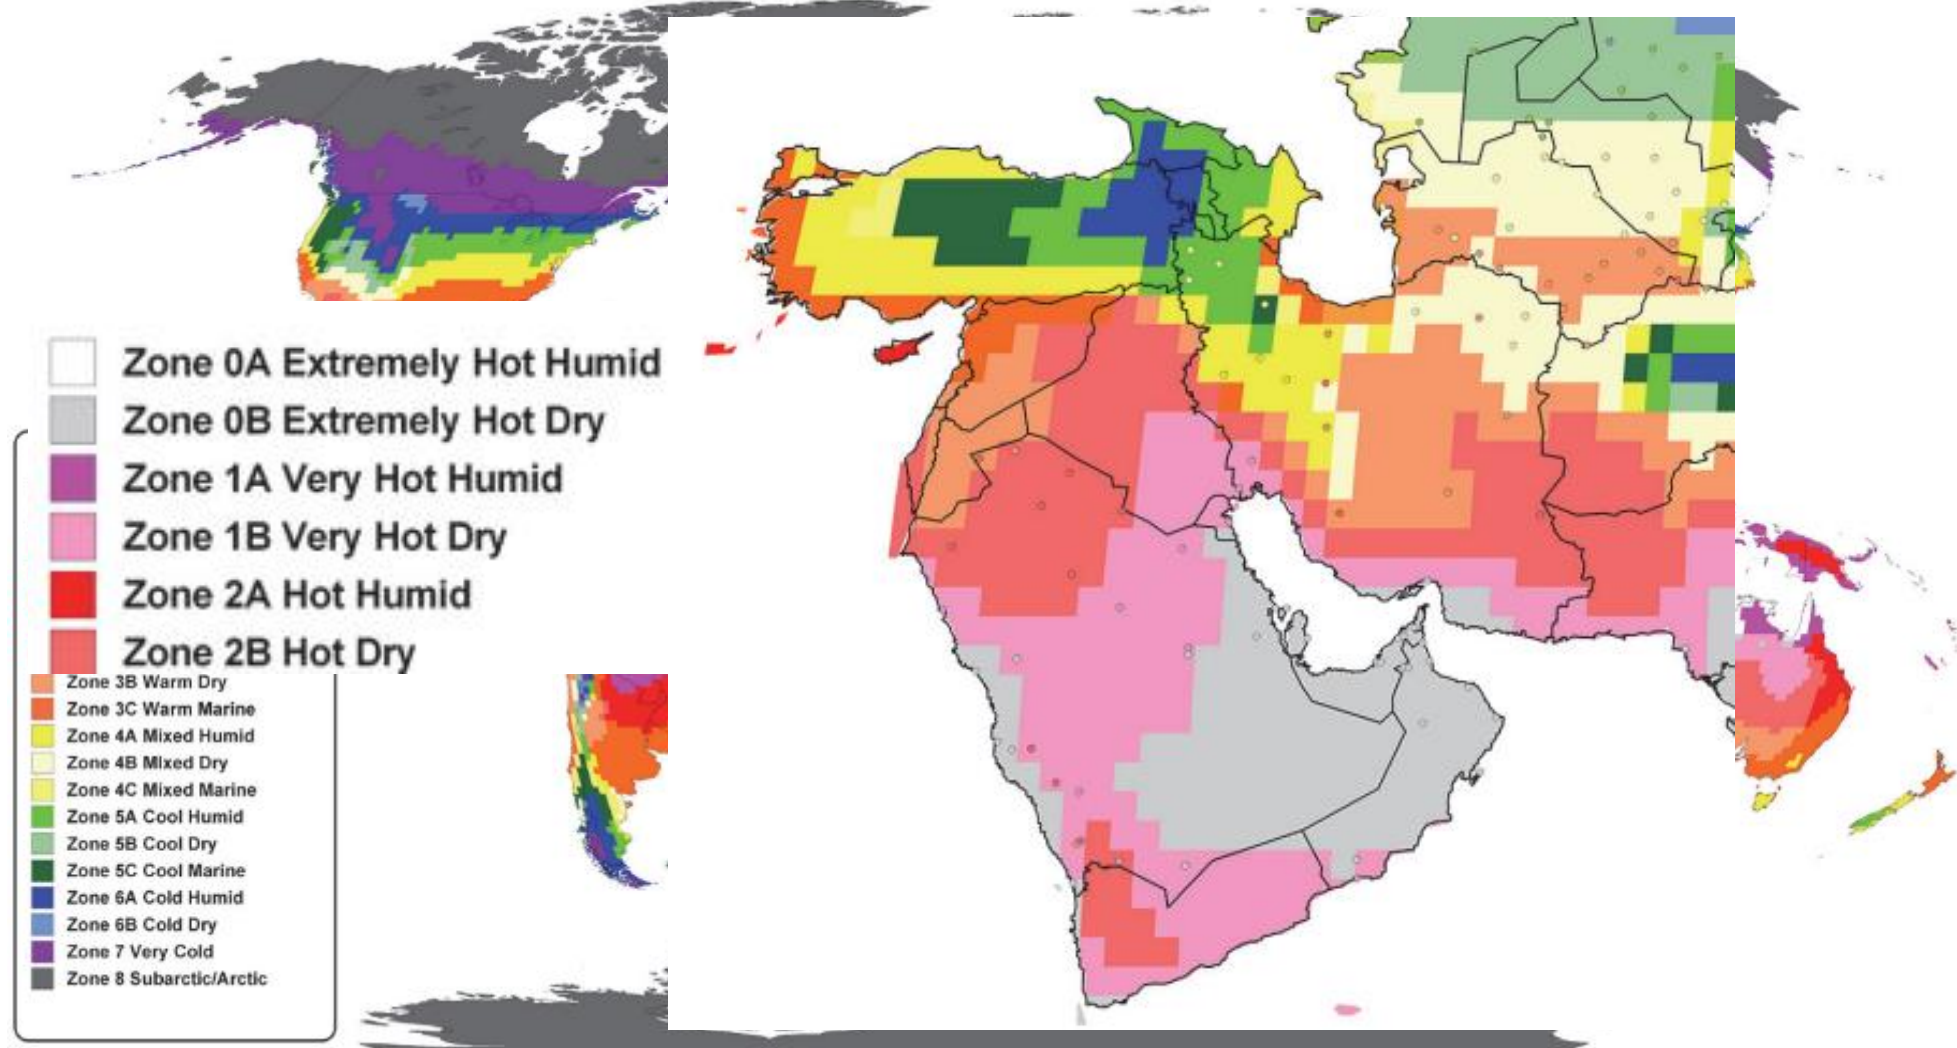 Zone 0A Extremely Hot Humid
Zone 0B Extremely Hot Dry
Zone 1A Very Hot Humid
Zone 1B Very Hot Dry
Zone 2A Hot Humid
Zone 2B Hot Dry
Zone 3B Warm Dry
Zone 3C Warm Marine
Zone 4A Mixed Humid
Zone 4B Mixed Dry
Zone 4C Mixed Marine
Zone 5A Cool Humid
Zone 5B Cool Dry
Zone 5C Cool Marine
Zone 6A Cold Humid
Zone 6B Cold Dry
Zone 7 Very Cold
Zone 8 Subarctic/Arctic